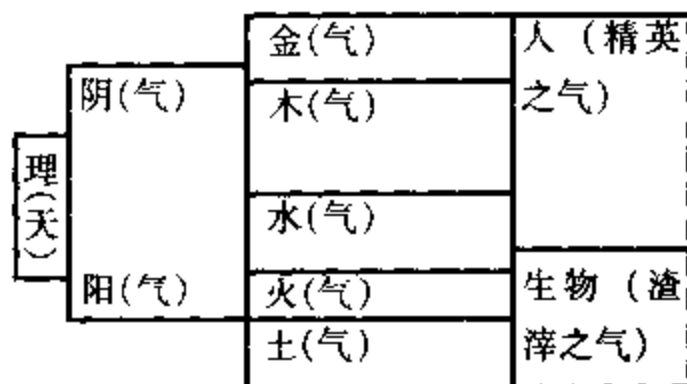 理(天)
阴(气)
阳(气)
金(气)
木(气)
水(气)
火(气)
土(气)
人（精英
之气）
生物（渣
滓之气）